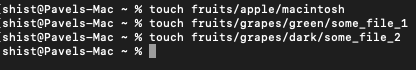 shist@Pavels-Mac ~ % touch fruits/apple/macintosh
shist@Pavels-Mac ~ % touch fruits/grapes/green/some_file_1
shist@Pavels-Mac ~ % touch fruits/grapes/dark/some_file_2
shist@Pavels-Mac ~ %